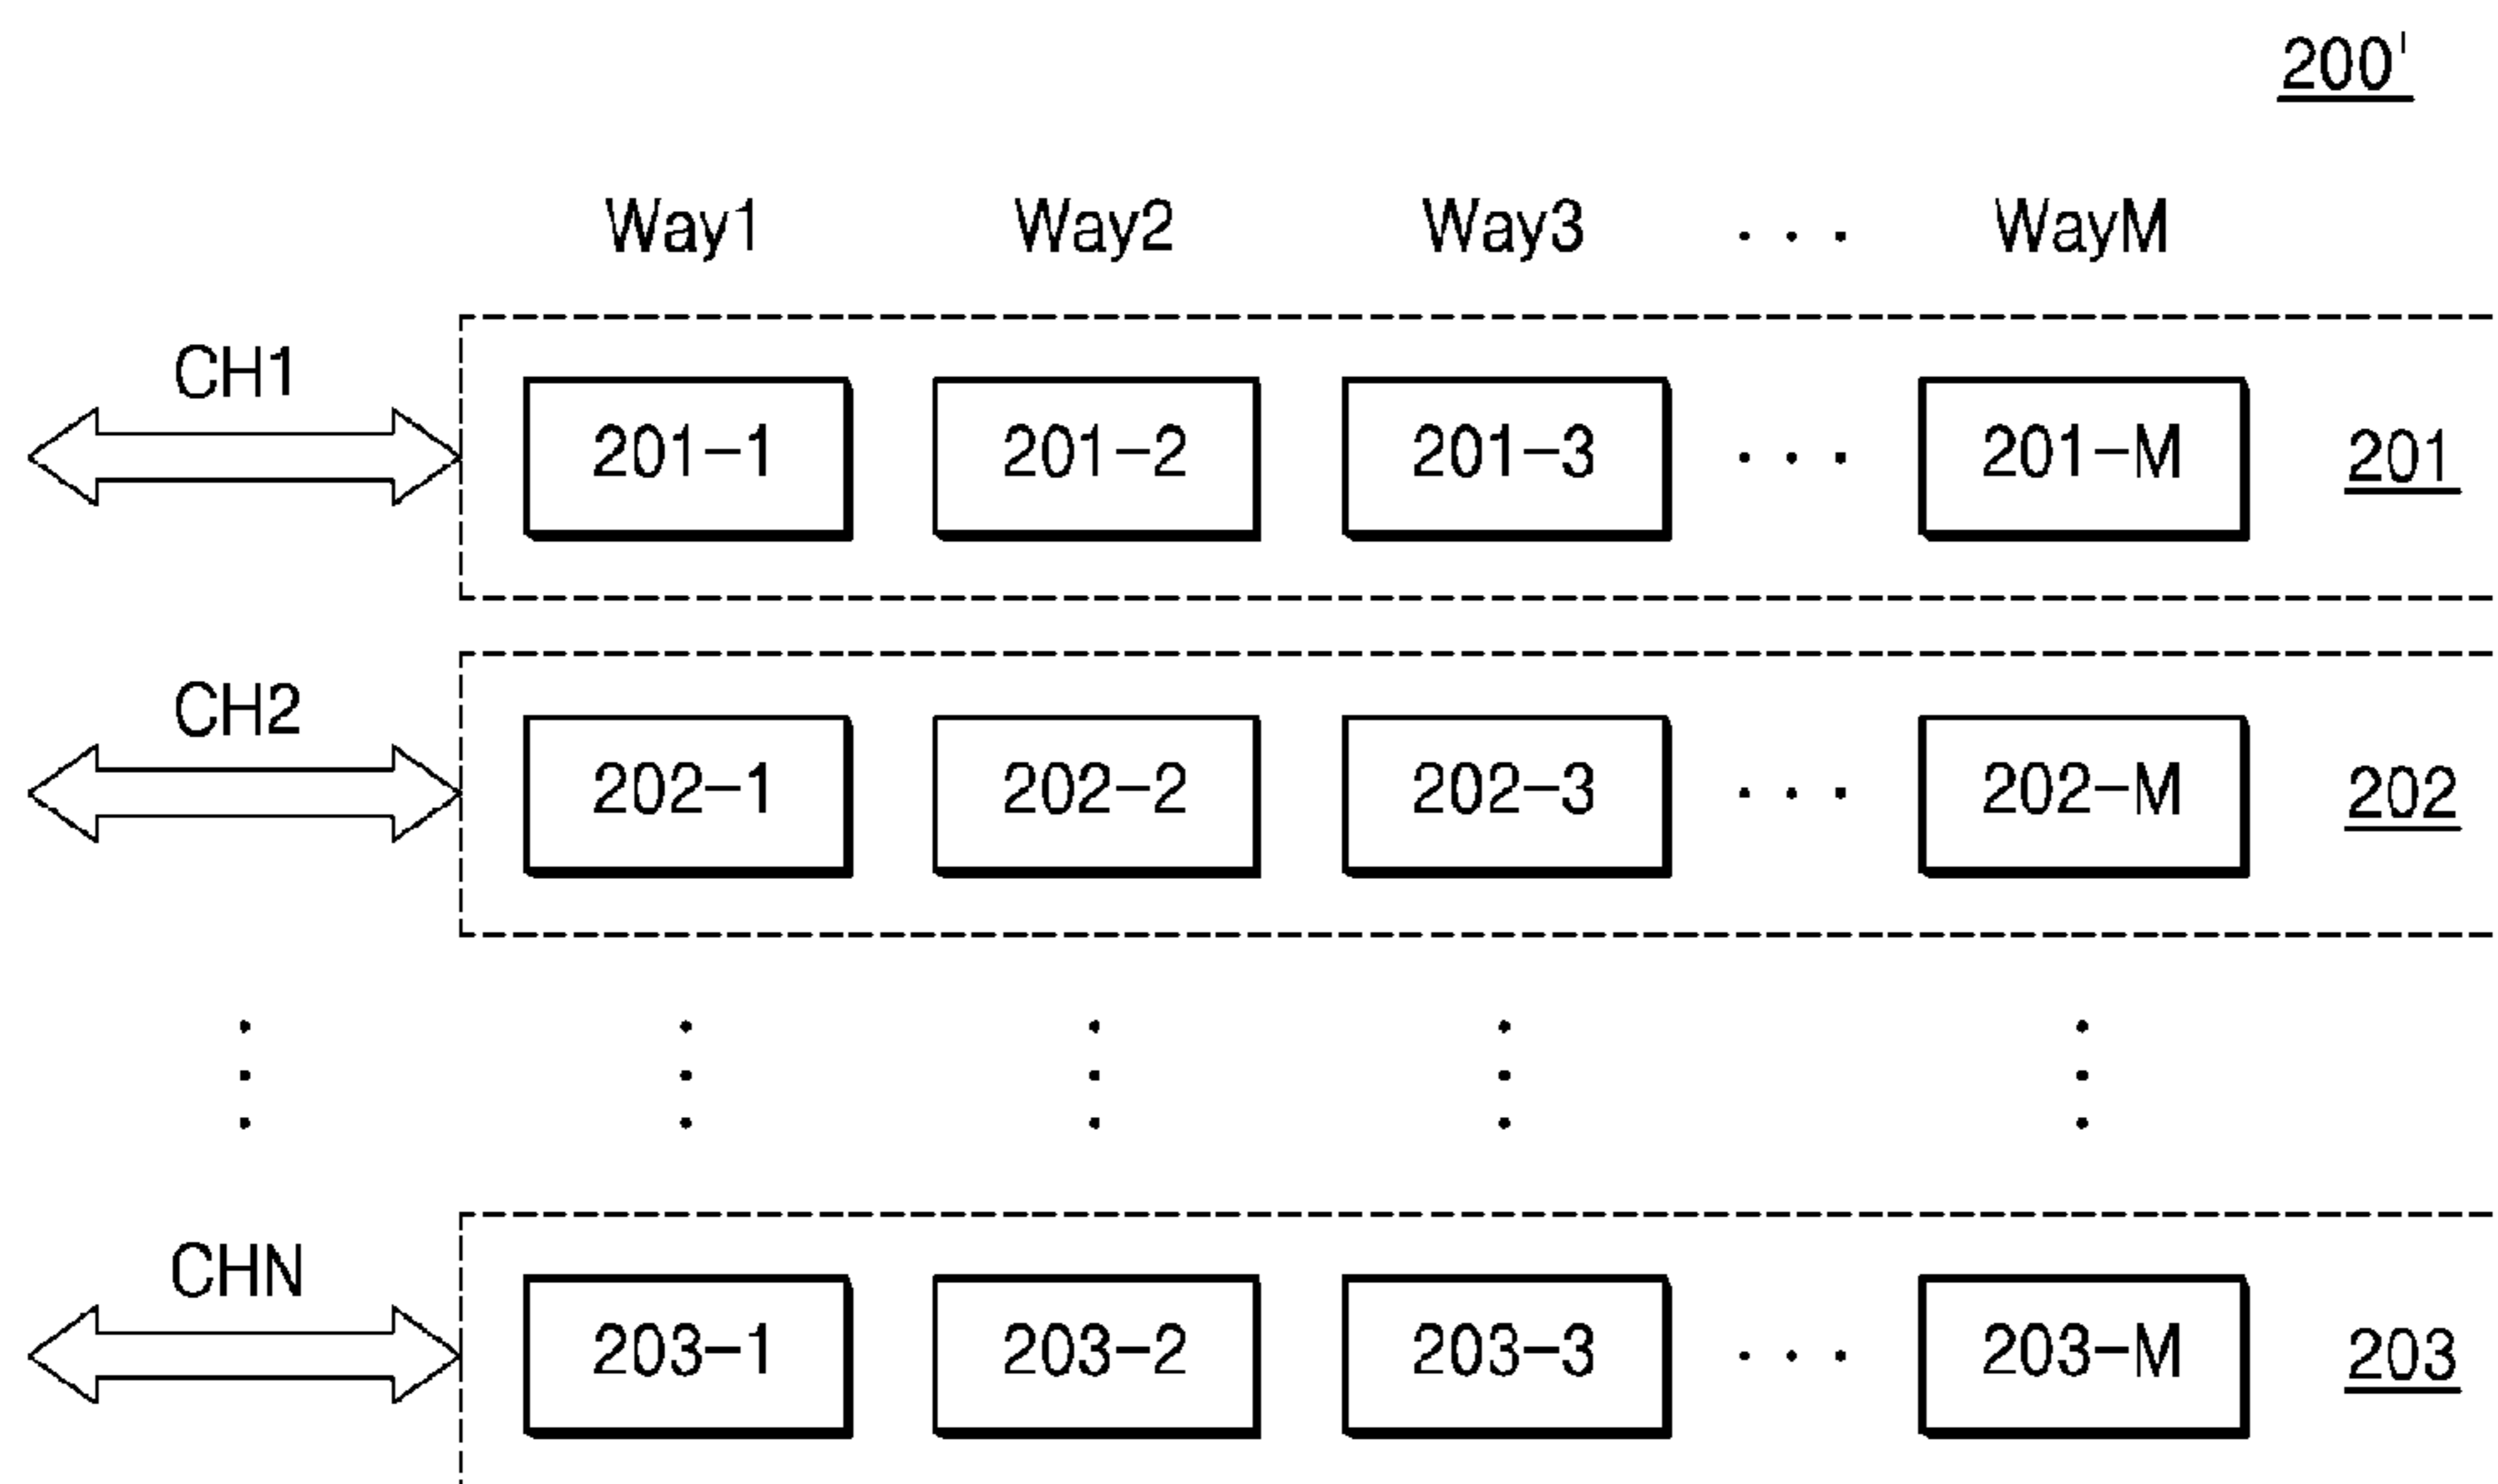 200'
Way1 Way2 Way3 · · · WayM
CH1
201-1 201-2 201-3 · · · 201-M 201
CH2
202-1 202-2 202-3 · · · 202-M 202
CHN
203-1 203-2 203-3 · · · 203-M 203